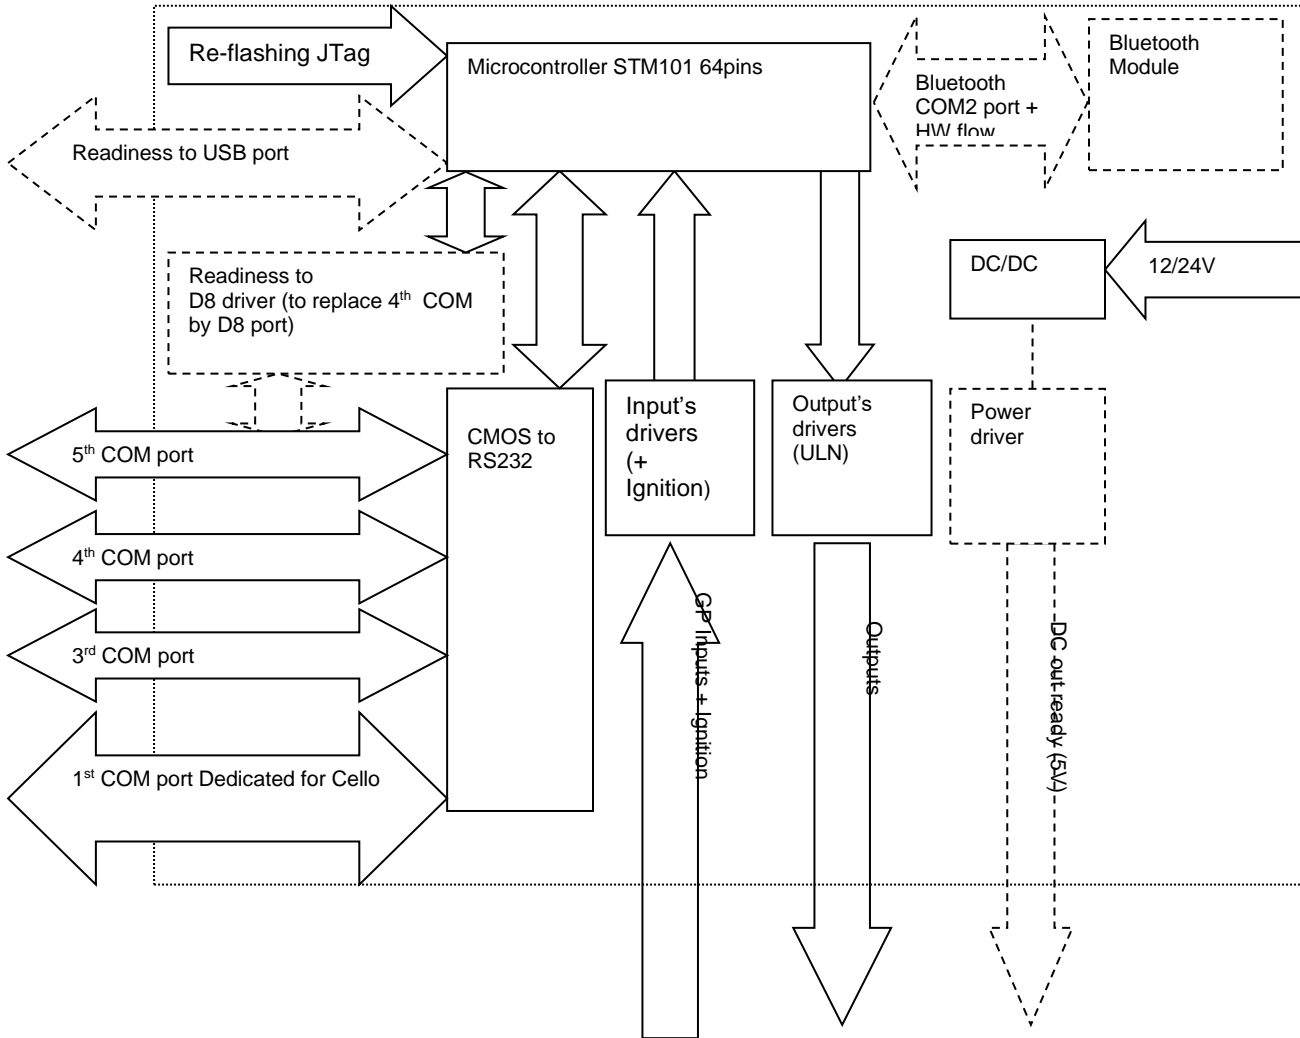 Re-flashing JTag
Microcontroller STM101 64pins
Bluetooth
COM2 port +
HW flow
Bluetooth
Module
Readiness to USB port
Readiness to
D8 driver (to replace 4th COM
by D8 port)
DC/DC
12/24V
5th COM port
CMOS to
RS232
Input's
drivers
(+
Ignition)
Output's
drivers
(ULN)
Power
driver
4th COM port
3rd COM port
1st COM port Dedicated for Cello
GP Inputs + Ignition
Outputs
DC out ready (5V)